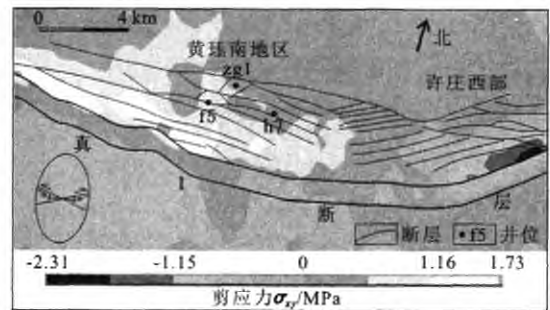 0 4 km
北
黄珏南地区
zg1
许庄西部
f5
h7
真
1
断
层
断层 f5 井位
-2.31 -1.15 0 1.16 1.73
剪应力σxy/MPa